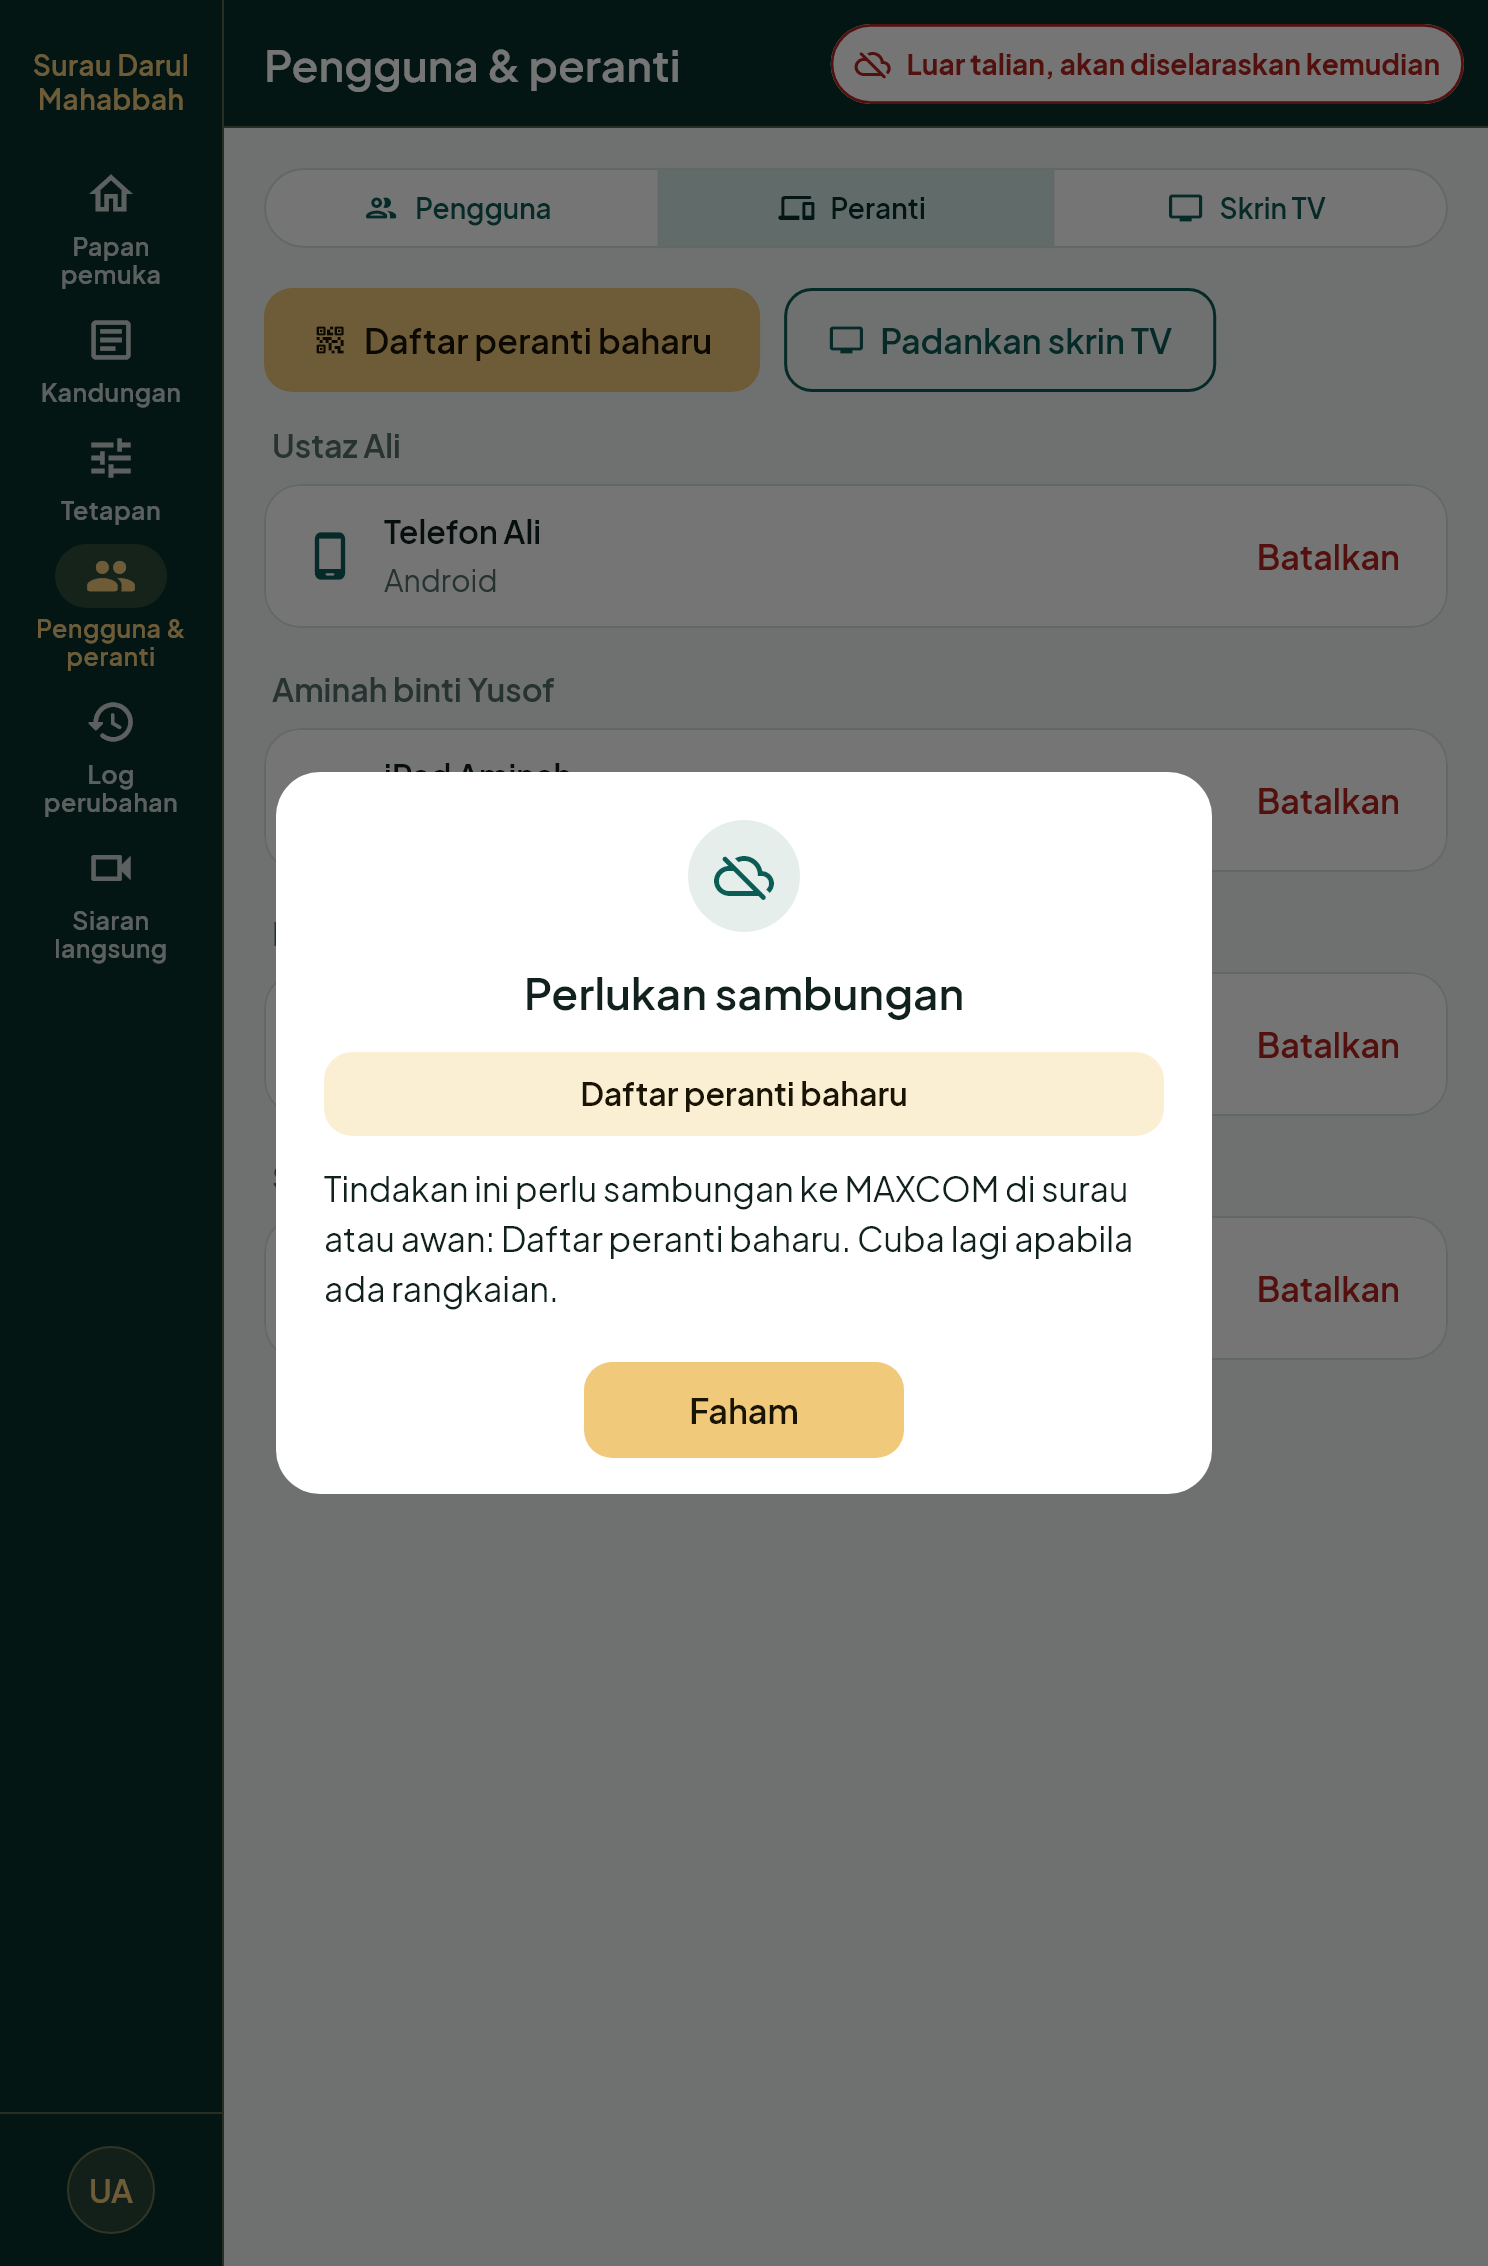 Surau Darul
Mahabbah
Papan
pemuka
Kandungan
Tetapan
Pengguna &
peranti
Log
perubahan
Siaran
langsung
UA
Pengguna & peranti
Luar talian, akan diselaraskan kemudian
Pengguna
Peranti
Skrin TV
Daftar peranti baharu
Padankan skrin TV
Ustaz Ali
Telefon Ali
Android
Batalkan
Aminah binti Yusof
iPad Aminah
Batalkan
Batalkan
Batalkan
Perlukan sambungan
Daftar peranti baharu
Tindakan ini perlu sambungan ke MAXCOM di surau
atau awan: Daftar peranti baharu. Cuba lagi apabila
ada rangkaian.
Faham